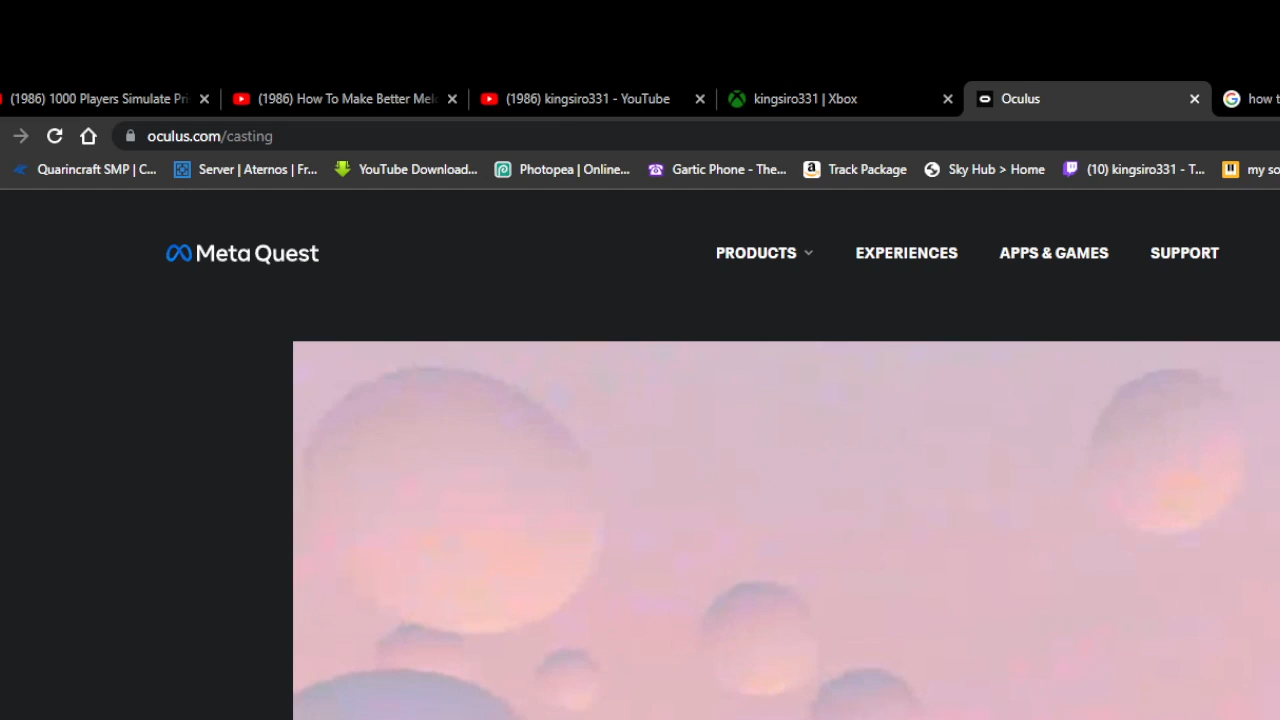 (1986) 1000 Players Simulate Pri (1986) How To Make Better Melo (1986) kingsiro331 - YouTube kingsiro331 | Xbox Oculus how t
oculus.com/casting
Quarincraft SMP | C... Server | Aternos | Fr... YouTube Download... Photopea | Online... Gartic Phone - The... Track Package Sky Hub > Home (10) kingsiro331 - T... my so
Meta Quest PRODUCTS EXPERIENCES APPS & GAMES SUPPORT